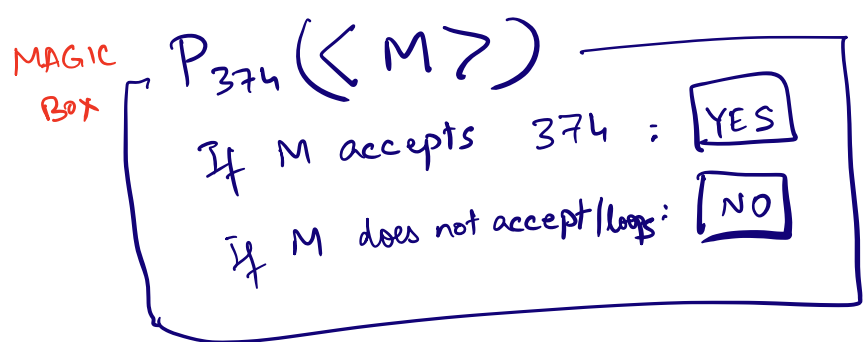 MAGIC
BOX
P₃₇₄(<M>)
If M accepts 374 : YES
if M does not accept/loops: NO